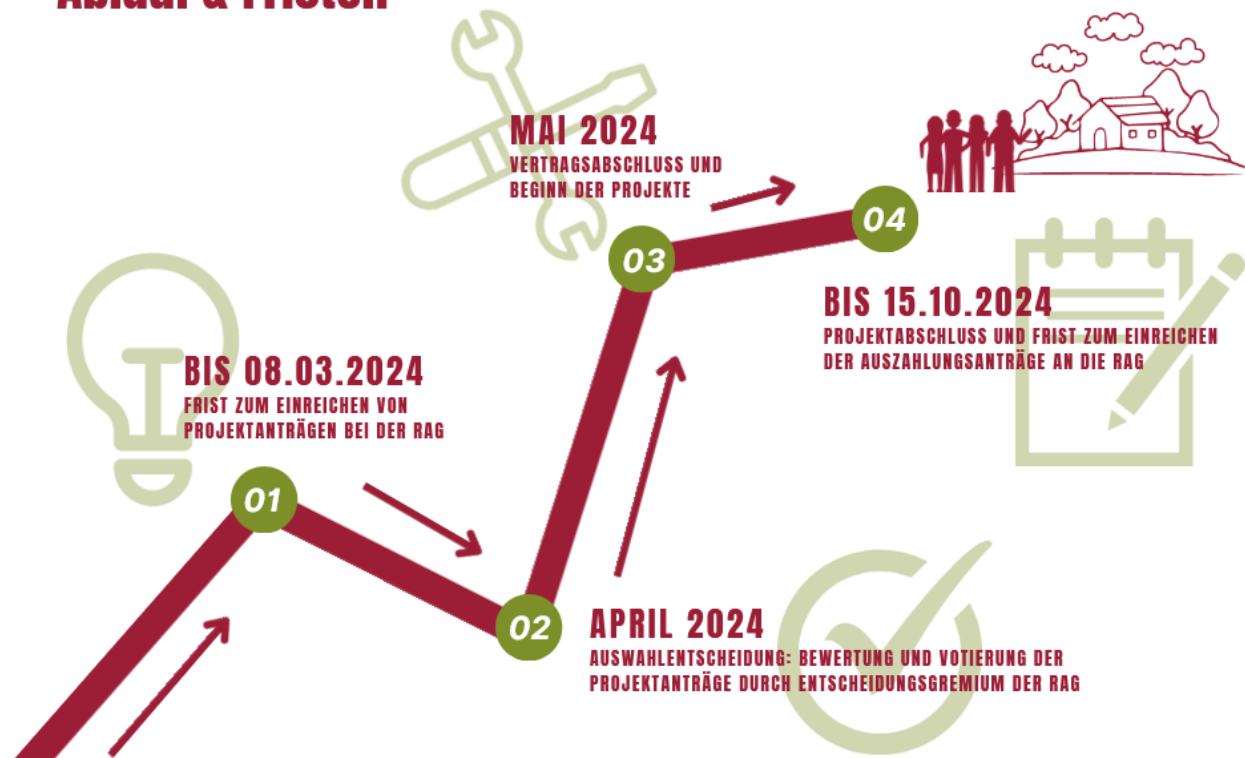 Ablauf & Fristen
MAI 2024
VERTRAGSABSCHLUSS UND
BEGINN DER PROJEKTE
04
03
BIS 15.10.2024
PROJEKTABSCHLUSS UND FRIST ZUM EINREICHEN
DER AUSZAHLUNGSANTRÄGE AN DIE RAG
BIS 08.03.2024
FRIST ZUM EINREICHEN VON
PROJEKTANTRÄGEN BEI DER RAG
01
02
APRIL 2024
AUSWAHLENTSCHEIDUNG: BEWERTUNG UND VOTIERUNG DER
PROJEKTANTRÄGE DURCH ENTSCHEIDUNGSGREMIUM DER RAG